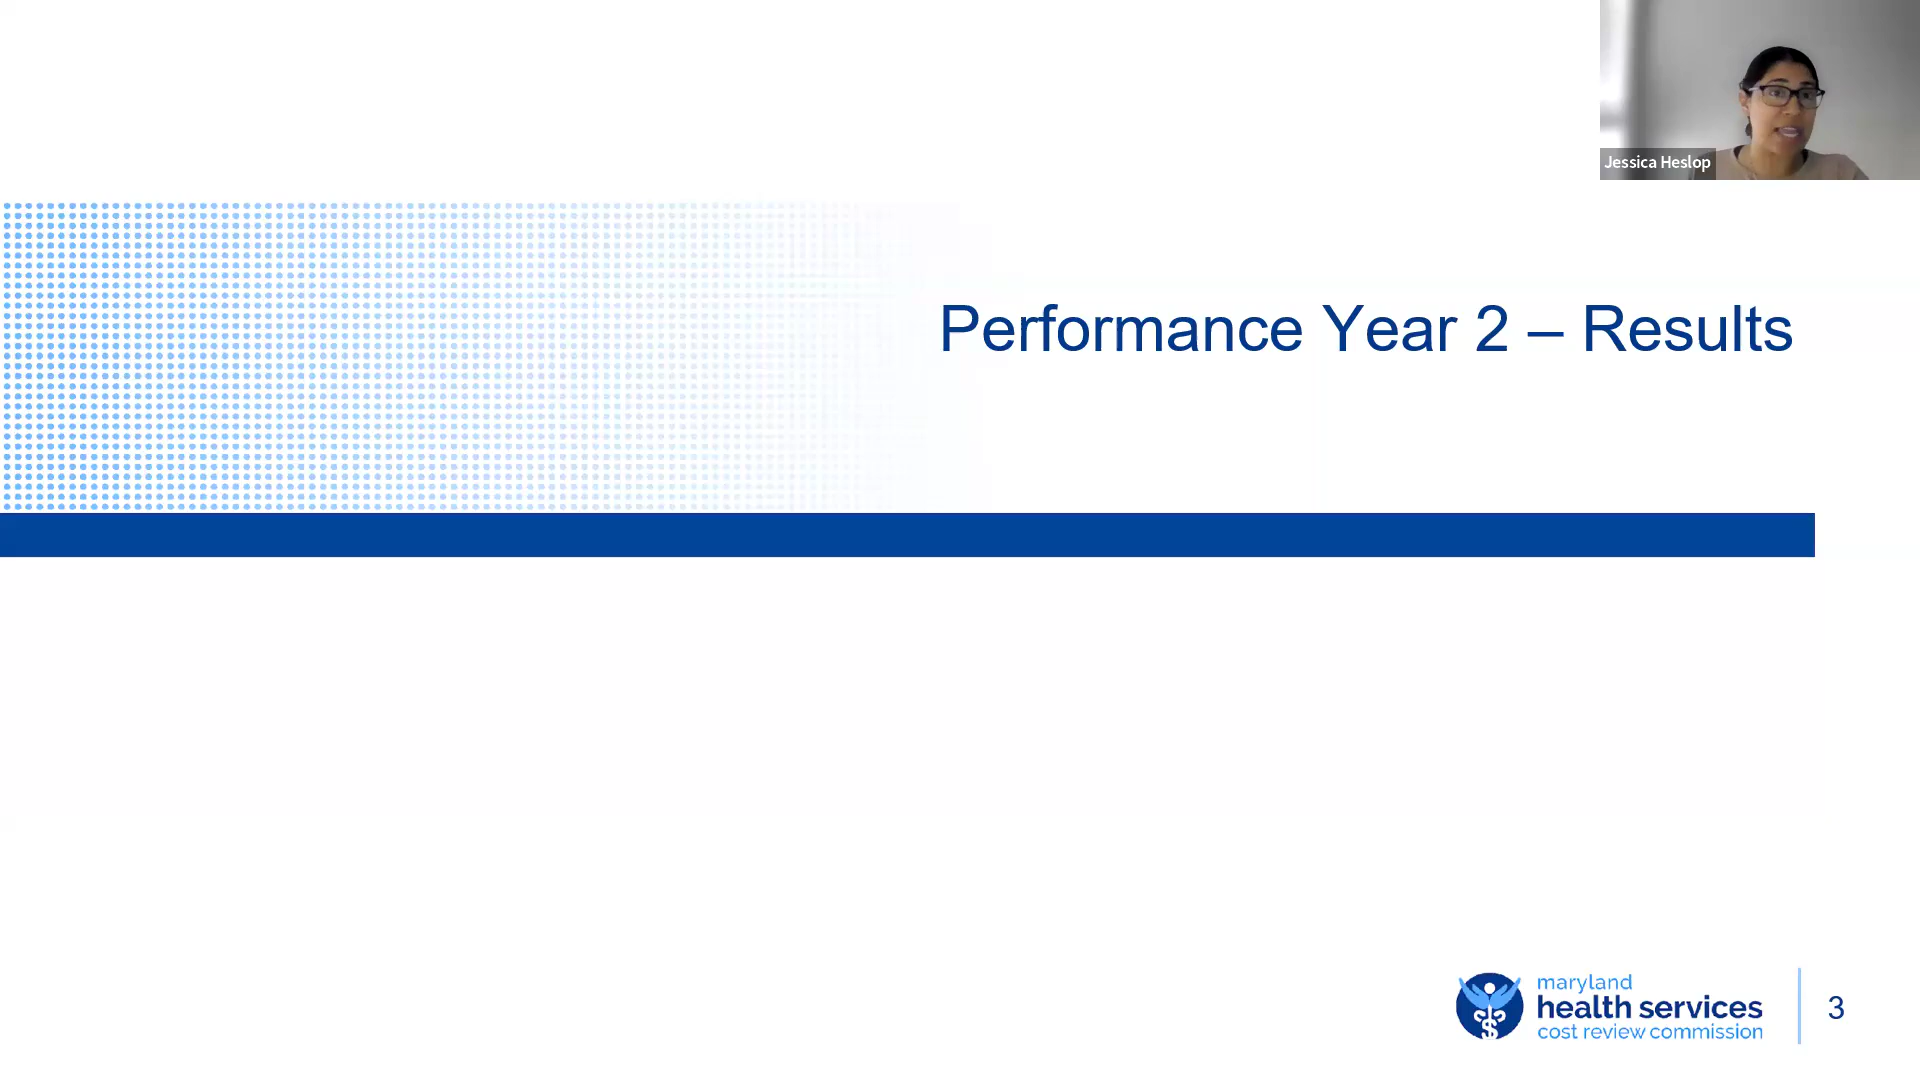 Jessica Heslop
Performance Year 2 – Results
maryland
health services
cost review commission
3